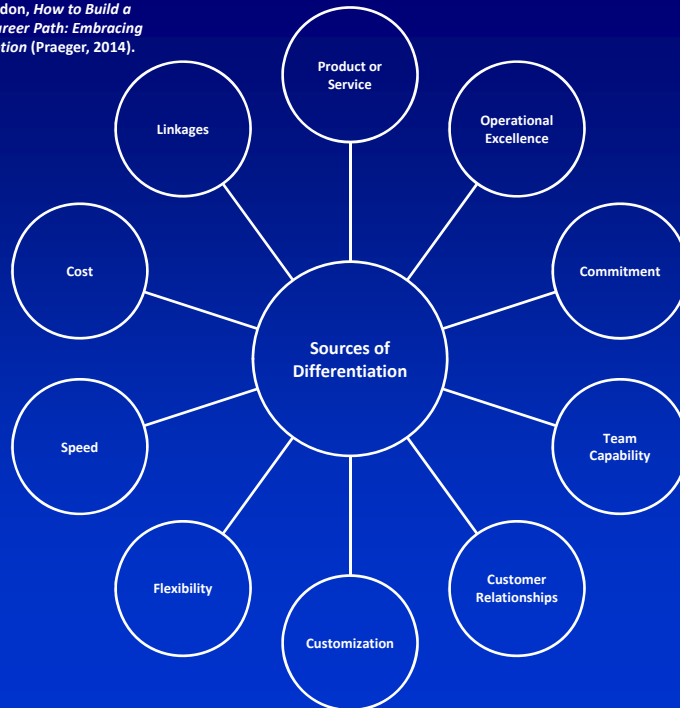 don, How to Build a
areer Path: Embracing
tion (Praeger, 2014).
Product or
Service
Linkages
Operational
Excellence
Cost
Commitment
Sources of
Differentiation
Speed
Team
Capability
Flexibility
Customer
Relationships
Customization